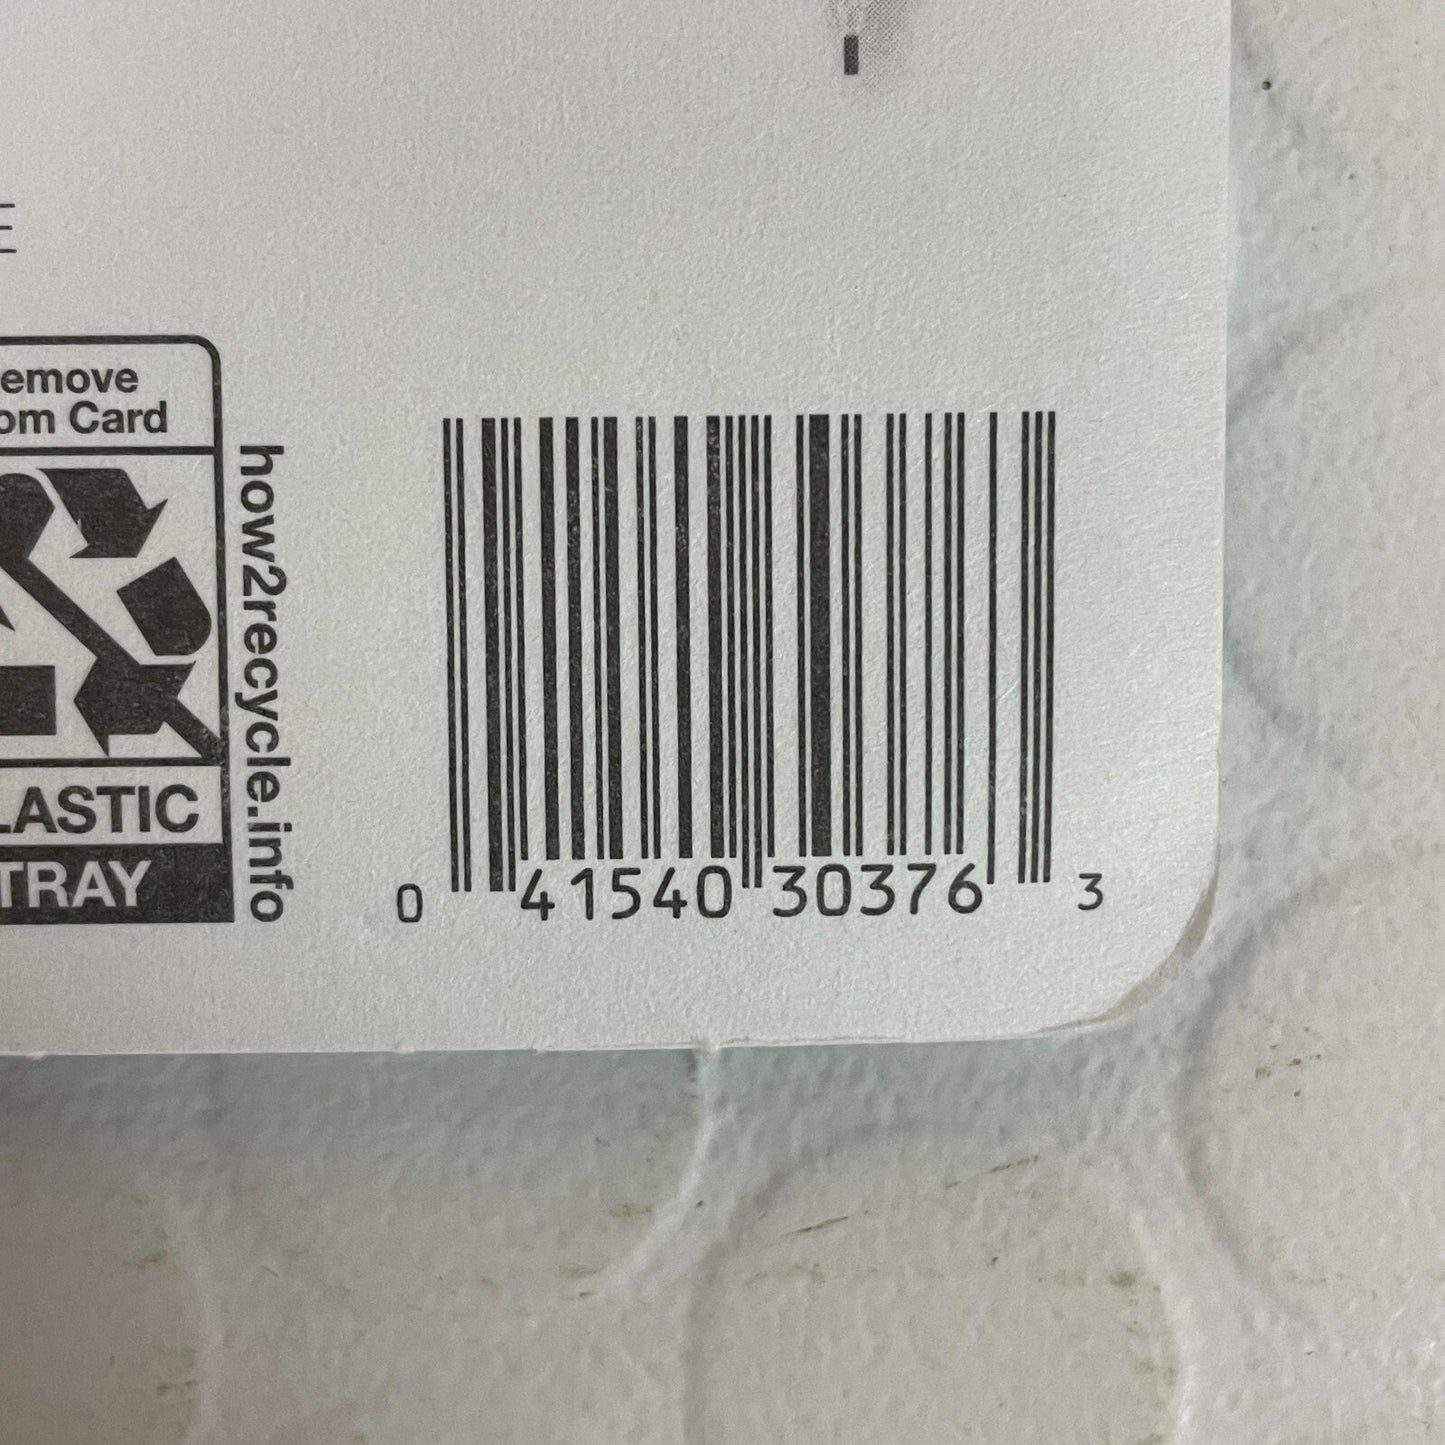 E
emove
om Card
how2recycle.info
LASTIC
TRAY
0 41540 30376 3